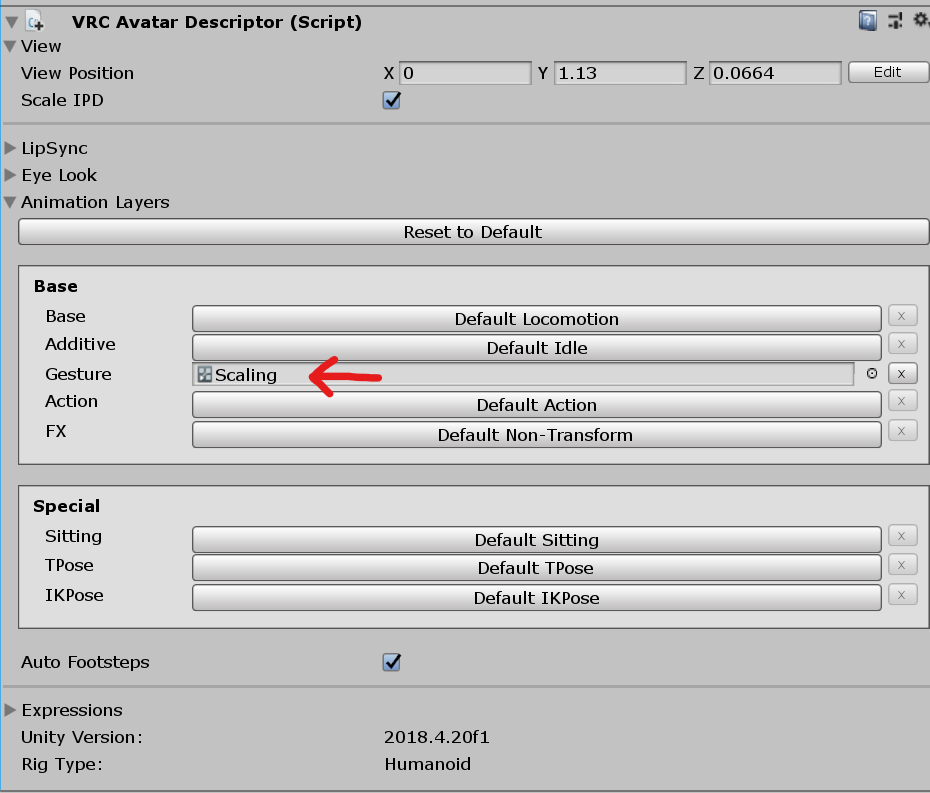 VRC Avatar Descriptor (Script)
View
View Position X 0 Y 1.13 Z 0.0664 Edit
Scale IPD
LipSync
Eye Look
Animation Layers
Reset to Default
Base
Base Default Locomotion x
Additive Default Idle x
Gesture Scaling x
Action Default Action x
FX Default Non-Transform x
Special
Sitting Default Sitting x
TPose Default TPose x
IKPose Default IKPose x
Auto Footsteps
Expressions
Unity Version: 2018.4.20f1
Rig Type: Humanoid